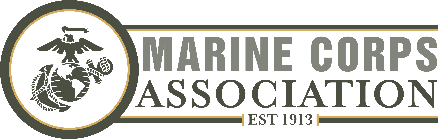 MARINE CORPS
ASSOCIATION
EST 1913